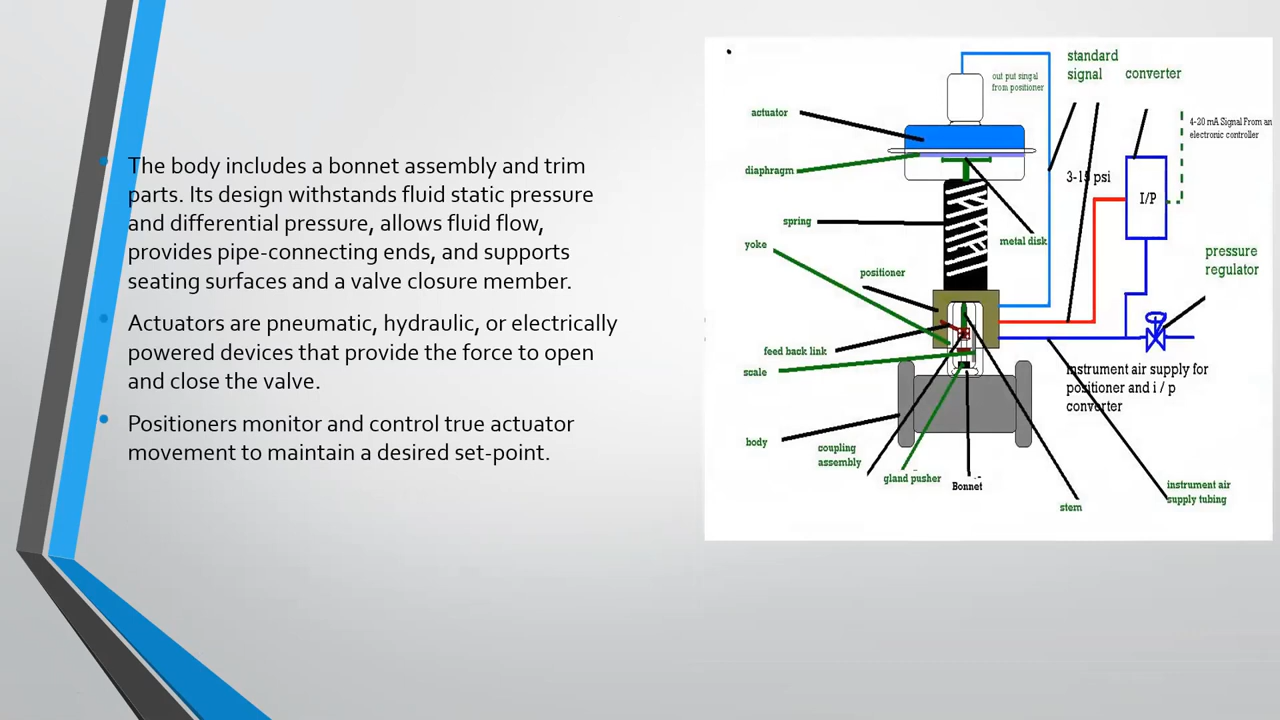 The body includes a bonnet assembly and trim
parts. Its design withstands fluid static pressure
and differential pressure, allows fluid flow,
provides pipe-connecting ends, and supports
seating surfaces and a valve closure member.
Actuators are pneumatic, hydraulic, or electrically
powered devices that provide the force to open
and close the valve.
Positioners monitor and control true actuator
movement to maintain a desired set-point.
standard
signal
converter
out put singal
from positioner
actuator
4-20 mA Signal From an
electronic controller
diaphragm
3-15 psi
I/P
spring
metal disk
yoke
pressure
regulator
positioner
feed back link
scale
instrument air supply for
positioner and i / p
converter
body
coupling
assembly
gland pusher
Bonnet
instrument air
supply tubing
stem